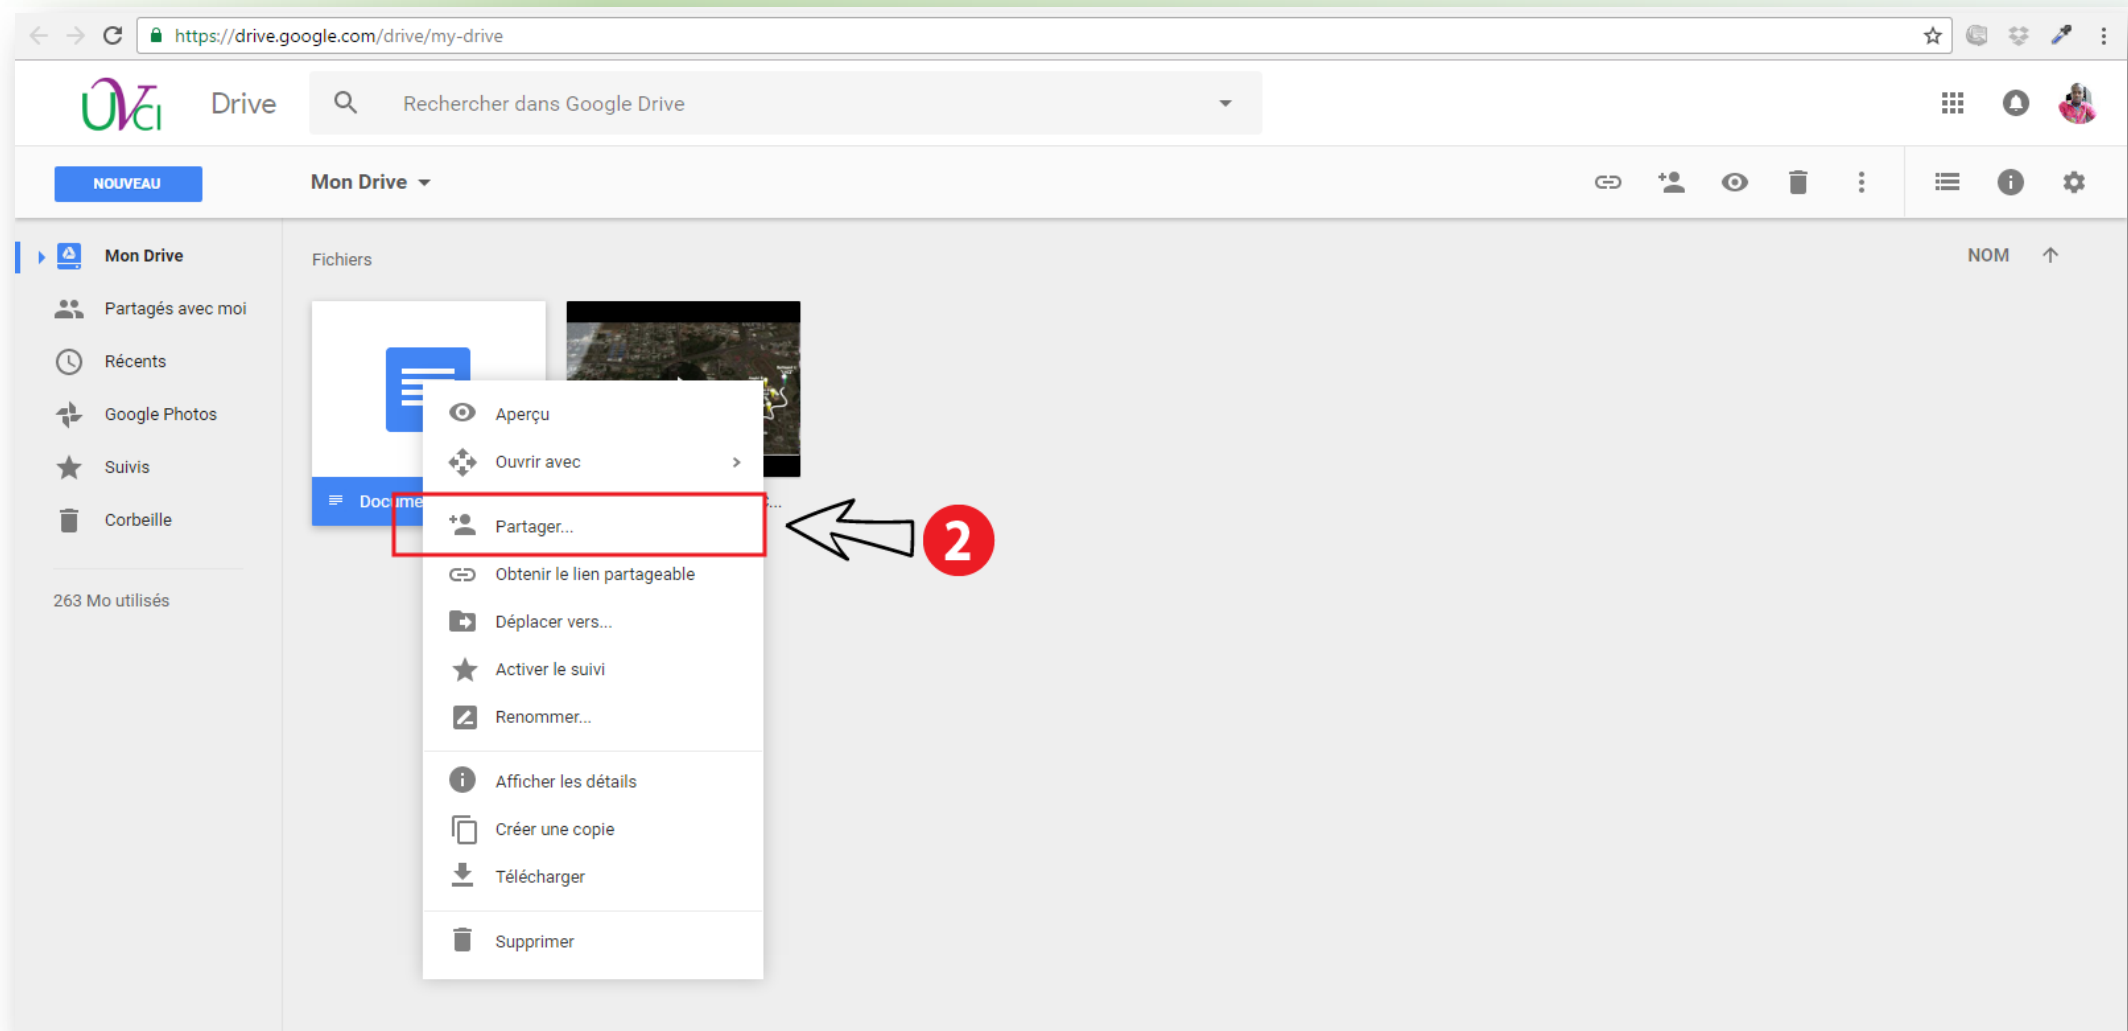 https://drive.google.com/drive/my-drive
UVCI Drive Rechercher dans Google Drive
NOUVEAU Mon Drive
Mon Drive
Fichiers NOM
Partagés avec moi
Récents
Google Photos
Suivis
Corbeille
263 Mo utilisés
Aperçu
Ouvrir avec
Partager...
2
Obtenir le lien partageable
Déplacer vers...
Activer le suivi
Renommer...
Afficher les détails
Créer une copie
Télécharger
Supprimer